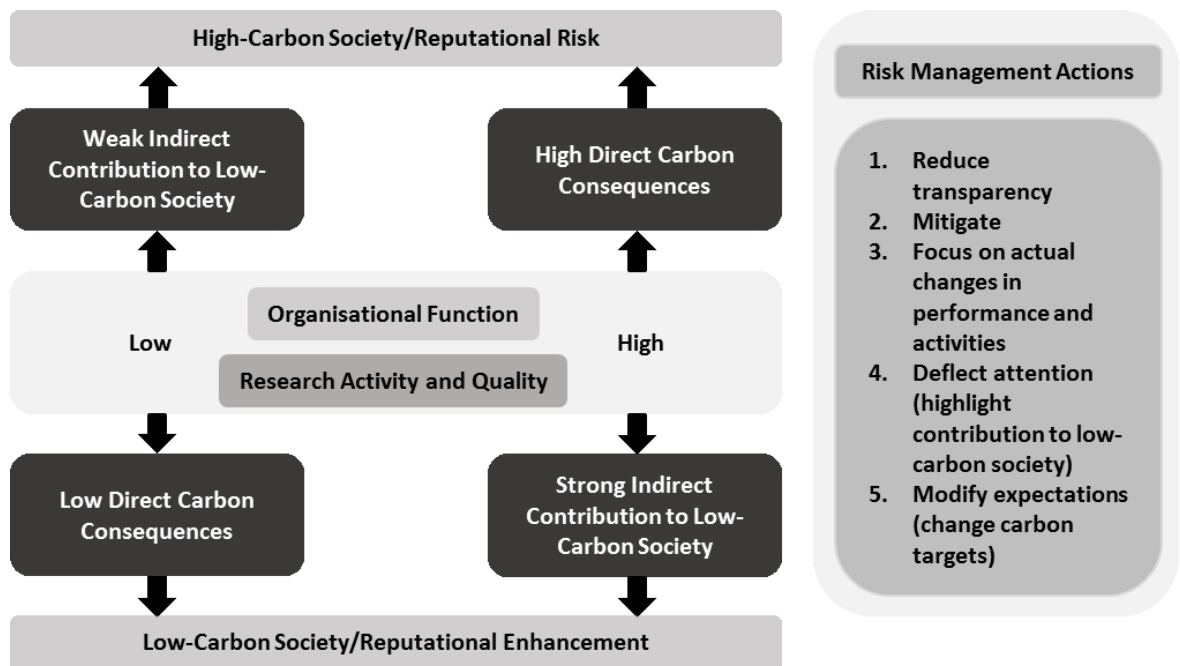 High-Carbon Society/Reputational Risk
Weak Indirect
Contribution to Low-
Carbon Society
High Direct Carbon
Consequences
Organisational Function
Low
High
Research Activity and Quality
Low Direct Carbon
Consequences
Strong Indirect
Contribution to Low-
Carbon Society
Low-Carbon Society/Reputational Enhancement
Risk Management Actions
1. Reduce
transparency
2. Mitigate
3. Focus on actual
changes in
performance and
activities
4. Deflect attention
(highlight
contribution to low-
carbon society)
5. Modify expectations
(change carbon
targets)